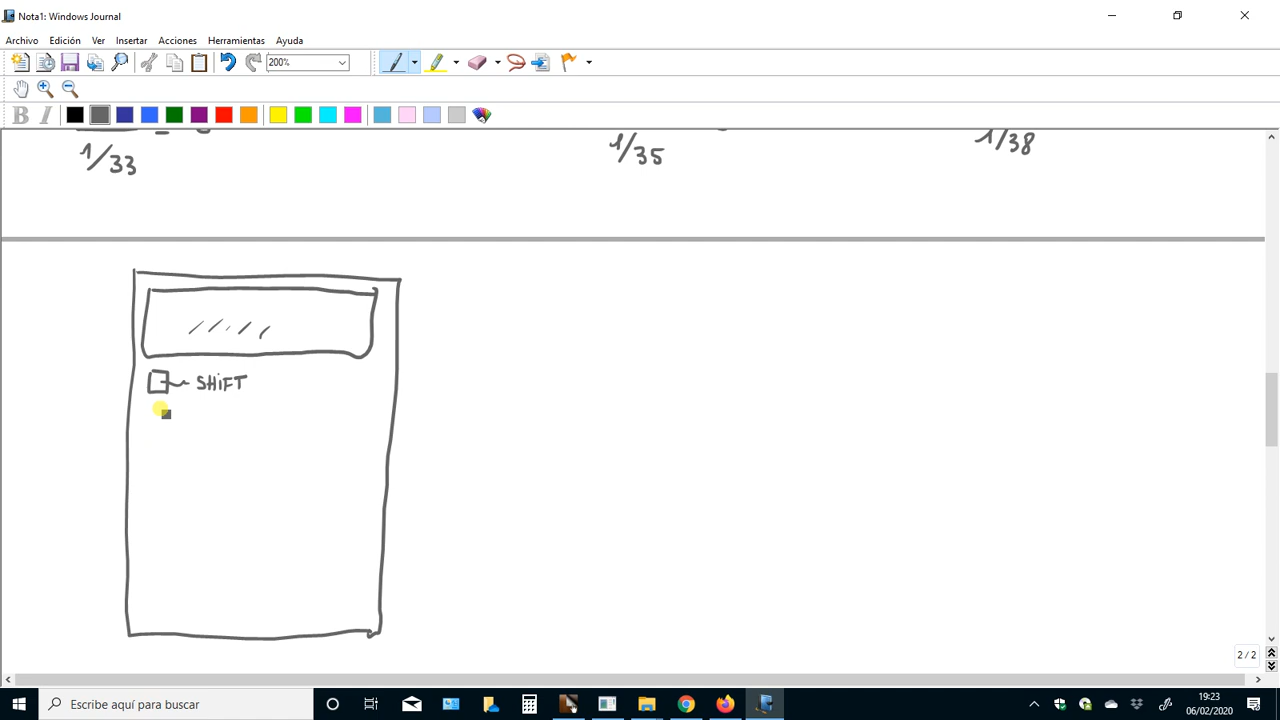 Nota1: Windows Journal
Archivo Edición Ver Insertar Acciones Herramientas Ayuda
200%
B I
1/33 1/35 1/38
SHIFT
2 / 2
Escribe aquí para buscar
19:23
06/02/2020